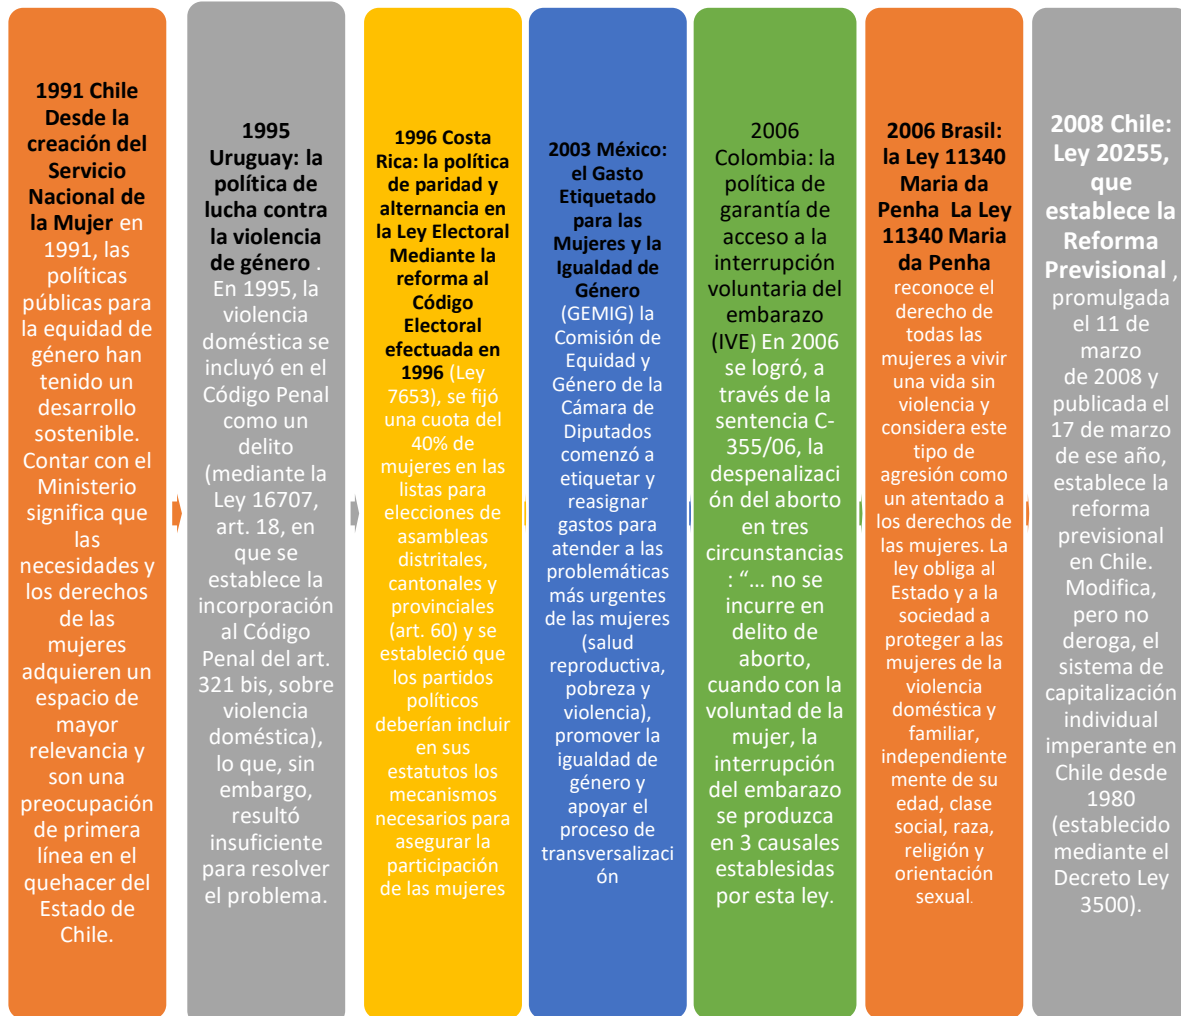 1991 Chile
Desde la
creación del
Servicio
Nacional de
la Mujer en
1991, las
políticas
públicas para
la equidad de
género han
tenido un
desarrollo
sostenible.
Contar con el
Ministerio
significa que
las
necesidades y
los derechos
de las
mujeres
adquieren un
espacio de
mayor
relevancia y
son una
preocupación
de primera
línea en el
quehacer del
Estado de
Chile.
1995
Uruguay: la
política de
lucha contra
la violencia
de género .
En 1995, la
violencia
doméstica se
incluyó en el
Código Penal
como un
delito
(mediante la
Ley 16707,
art. 18, en
que se
establece la
incorporación
al Código
Penal del art.
321 bis, sobre
violencia
doméstica),
lo que, sin
embargo,
resultó
insuficiente
para resolver
el problema.
1996 Costa
Rica: la política
de paridad y
alternancia en
la Ley Electoral
Mediante la
reforma al
Código
Electoral
efectuada en
1996 (Ley
7653), se fijó
una cuota del
40% de
mujeres en las
listas para
elecciones de
asambleas
distritales,
cantonales y
provinciales
(art. 60) y se
estableció que
los partidos
políticos
deberían incluir
en sus
estatutos los
mecanismos
necesarios para
asegurar la
participación
de las mujeres
2003 México:
el Gasto
Etiquetado
para las
Mujeres y la
Igualdad de
Género
(GEMIG) la
Comisión de
Equidad y
Género de la
Cámara de
Diputados
comenzó a
etiquetar y
reasignar
gastos para
atender a las
problemáticas
más urgentes
de las mujeres
(salud
reproductiva,
pobreza y
violencia),
promover la
igualdad de
género y
apoyar el
proceso de
transversalizaci
ón
2006
Colombia: la
política de
garantía de
acceso a la
interrupción
voluntaria del
embarazo
(IVE) En 2006
se logró, a
través de la
sentencia C-
355/06, la
despenalizaci
ón del aborto
en tres
circunstancias
: “... no se
incurre en
delito de
aborto,
cuando con la
voluntad de la
mujer, la
interrupción
del embarazo
se produzca
en 3 causales
establesidas
por esta ley.
2006 Brasil:
la Ley 11340
Maria da
Penha La Ley
11340 Maria
da Penha
reconoce el
derecho de
todas las
mujeres a vivir
una vida sin
violencia y
considera este
tipo de
agresión como
un atentado a
los derechos de
las mujeres. La
ley obliga al
Estado y a la
sociedad a
proteger a las
mujeres de la
violencia
doméstica y
familiar,
independiente
mente de su
edad, clase
social, raza,
religión y
orientación
sexual.
2008 Chile:
Ley 20255,
que
establece la
Reforma
Previsional ,
promulgada
el 11 de
marzo
de 2008 y
publicada el
17 de marzo
de ese año,
establece la
reforma
previsional
en Chile.
Modifica,
pero no
deroga, el
sistema de
capitalización
individual
imperante en
Chile desde
1980
(establecido
mediante el
Decreto Ley
3500).